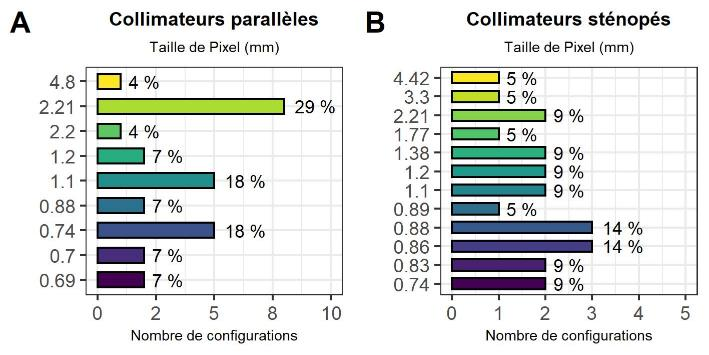 A
Collimateurs parallèles
Taille de Pixel (mm)
4.8 4 %
2.21 29 %
2.2 4 %
1.2 7 %
1.1 18 %
0.88 7 %
0.74 18 %
0.7 7 %
0.69 7 %
0 2 5 8 10
Nombre de configurations
B
Collimateurs sténopés
Taille de Pixel (mm)
4.42 5 %
3.3 5 %
2.21 9 %
1.77 5 %
1.38 9 %
1.2 9 %
1.1 9 %
0.89 5 %
0.88 14 %
0.86 14 %
0.83 9 %
0.74 9 %
0 1 2 3 4 5
Nombre de configurations